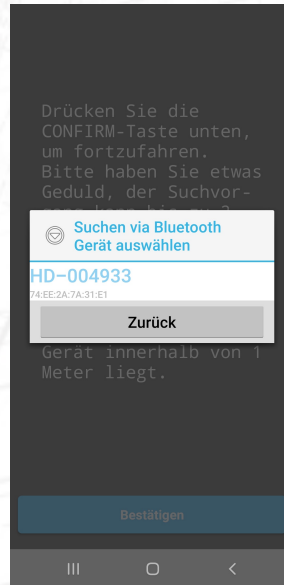 Drücken Sie die
CONFIRM-Taste unten,
um fortzufahren.
Bitte haben Sie etwas
Geduld, der Suchvor-
Suchen via Bluetooth
Gerät auswählen
HD-004933
74:EE:2A:7A:31:E1
Zurück
Gerät innerhalb von 1
Meter liegt.
Bestätigen